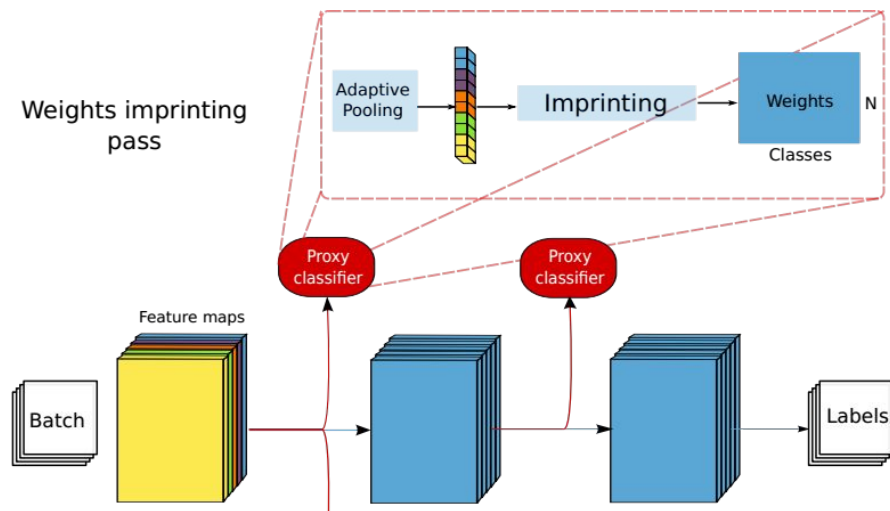 Weights imprinting
pass
Adaptive
Pooling
Imprinting
Weights
N
Classes
Proxy
classifier
Proxy
classifier
Feature maps
Batch
Labels